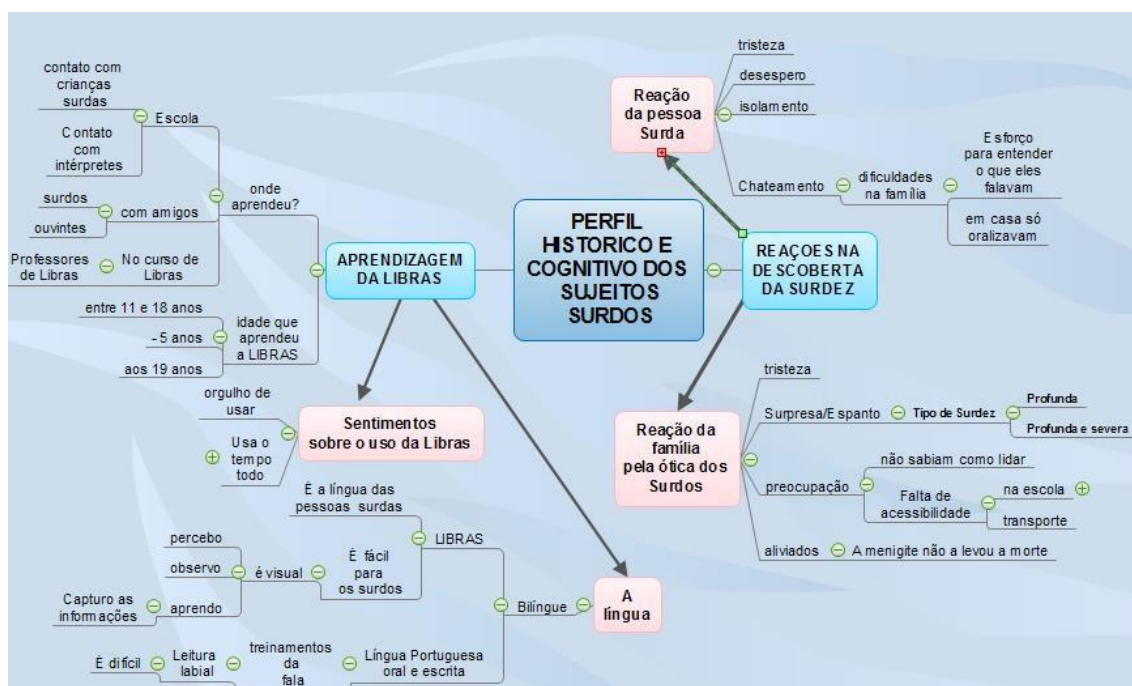 PERFIL
HISTORICO E
COGNITIVO DOS
SUJEITOS
SURDOS
APRENDIZAGEM
DA LIBRAS
onde
aprendeu?
Escola
contato com
crianças
surdas
Contato
com
intérpretes
com amigos
surdos
ouvintes
No curso de
Libras
Professores
de Libras
idade que
aprendeu
a LIBRAS
entre 11 e 18 anos
- 5 anos
aos 19 anos
Sentimentos
sobre o uso da Libras
orgulho de
usar
Usa o
tempo
todo
A
língua
Bilíngue
LIBRAS
É a língua das
pessoas surdas
É fácil
para
os surdos
é visual
percebo
observo
aprendo
Capturo as
informações
Língua Portuguesa
oral e escrita
treinamentos
da
fala
Leitura
labial
É difícil
REAÇOES NA
DESCOBERTA
DA SURDEZ
Reação
da pessoa
Surda
tristeza
desespero
isolamento
Chateamento
dificuldades
na família
Esforço
para entender
o que eles
falavam
em casa só
oralizavam
Reação da
família
pela ótica dos
Surdos
tristeza
Surpresa/Espanto
Tipo de Surdez
Profunda
Profunda e severa
preocupação
não sabiam como lidar
Falta de
acessibilidade
na escola
transporte
aliviados
A menigite não a levou a morte